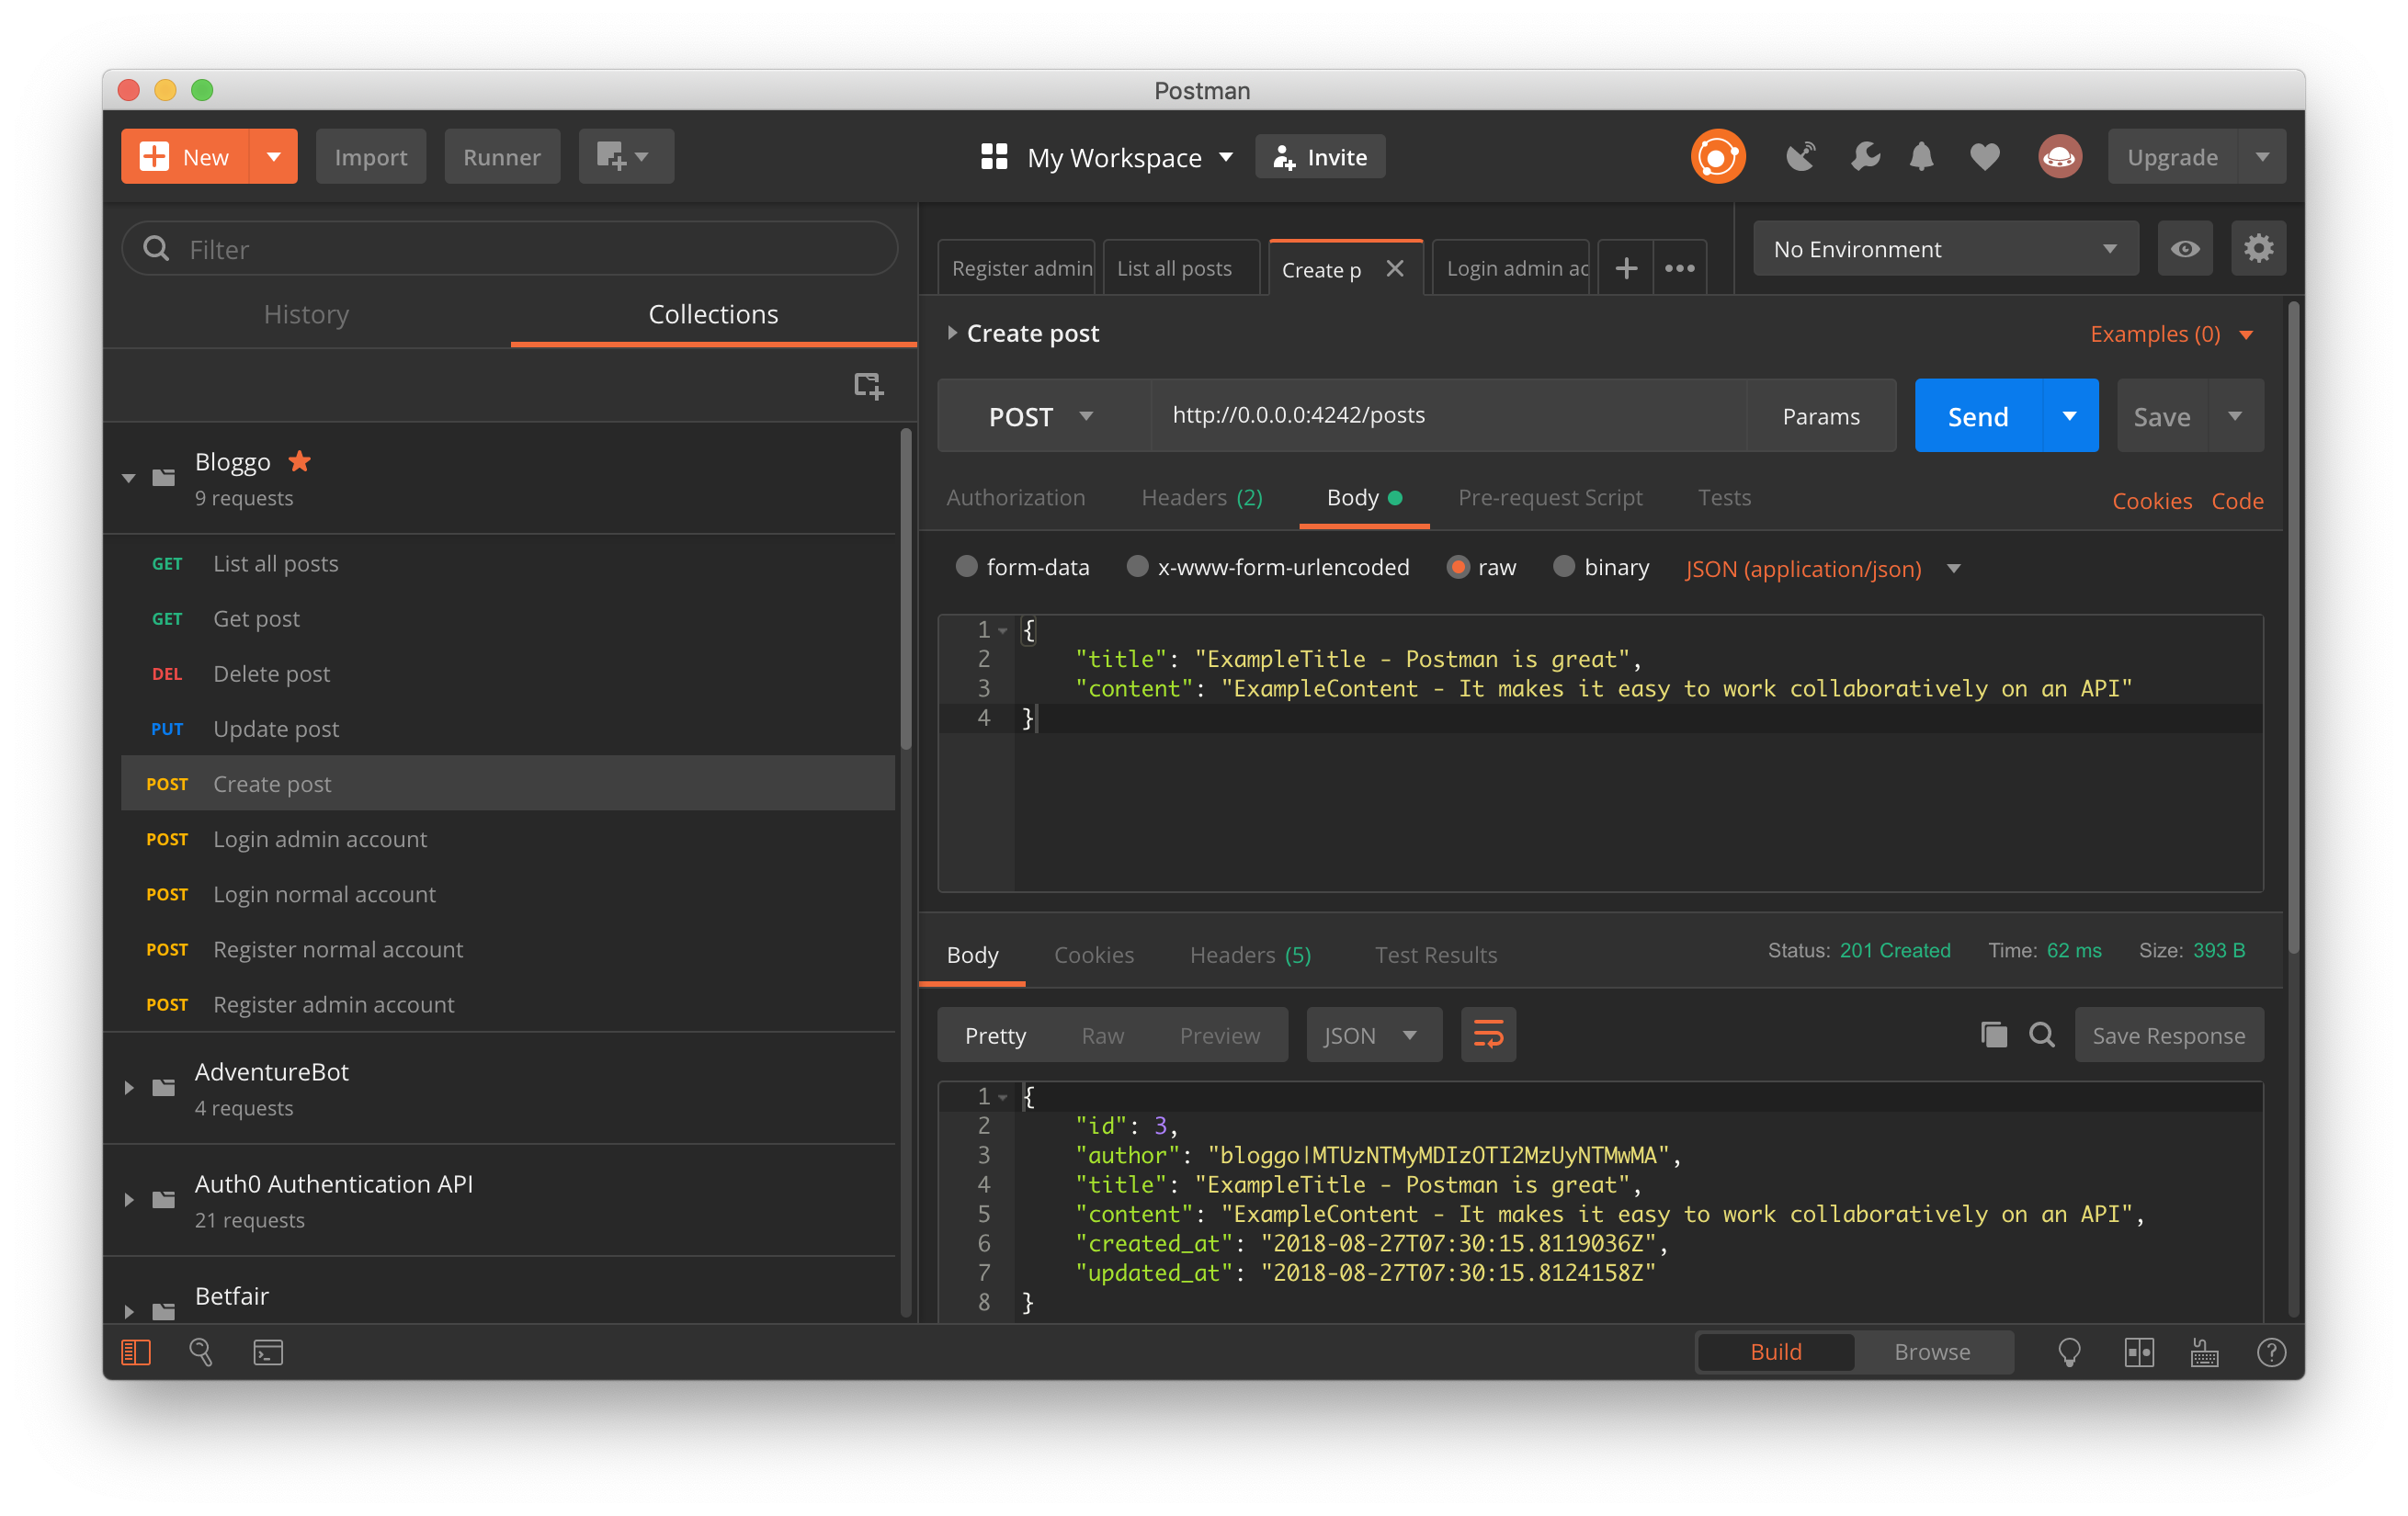 Postman
New
Import
Runner
My Workspace
Invite
Upgrade
Filter
History
Collections
Bloggo
9 requests
GET List all posts
GET Get post
DEL Delete post
PUT Update post
POST Create post
POST Login admin account
POST Login normal account
POST Register normal account
POST Register admin account
AdventureBot
4 requests
Auth0 Authentication API
21 requests
Betfair
Register admin
List all posts
Create p
Login admin ac
No Environment
Create post
Examples (0)
POST
http://0.0.0.0:4242/posts
Params
Send
Save
Authorization
Headers (2)
Body
Pre-request Script
Tests
Cookies
Code
form-data
x-www-form-urlencoded
raw
binary
JSON (application/json)
1 {
2 "title": "ExampleTitle - Postman is great",
3 "content": "ExampleContent - It makes it easy to work collaboratively on an API"
4 }
Body
Cookies
Headers (5)
Test Results
Status: 201 Created
Time: 62 ms
Size: 393 B
Pretty
Raw
Preview
JSON
Save Response
1 {
2 "id": 3,
3 "author": "bloggo|MTUzNTMyMDIzOTI2MzUyNTMwMA",
4 "title": "ExampleTitle - Postman is great",
5 "content": "ExampleContent - It makes it easy to work collaboratively on an API",
6 "created_at": "2018-08-27T07:30:15.8119036Z",
7 "updated_at": "2018-08-27T07:30:15.8124158Z"
8 }
Build
Browse